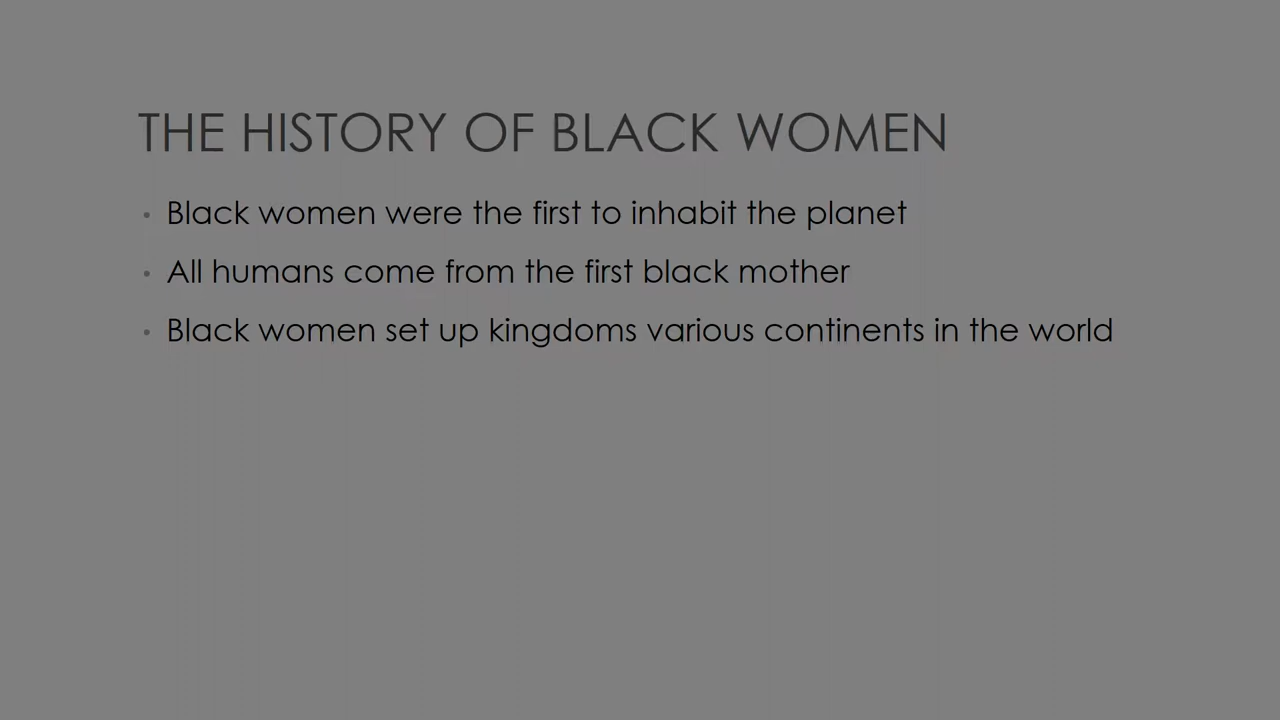 THE HISTORY OF BLACK WOMEN
• Black women were the first to inhabit the planet
• All humans come from the first black mother
• Black women set up kingdoms various continents in the world